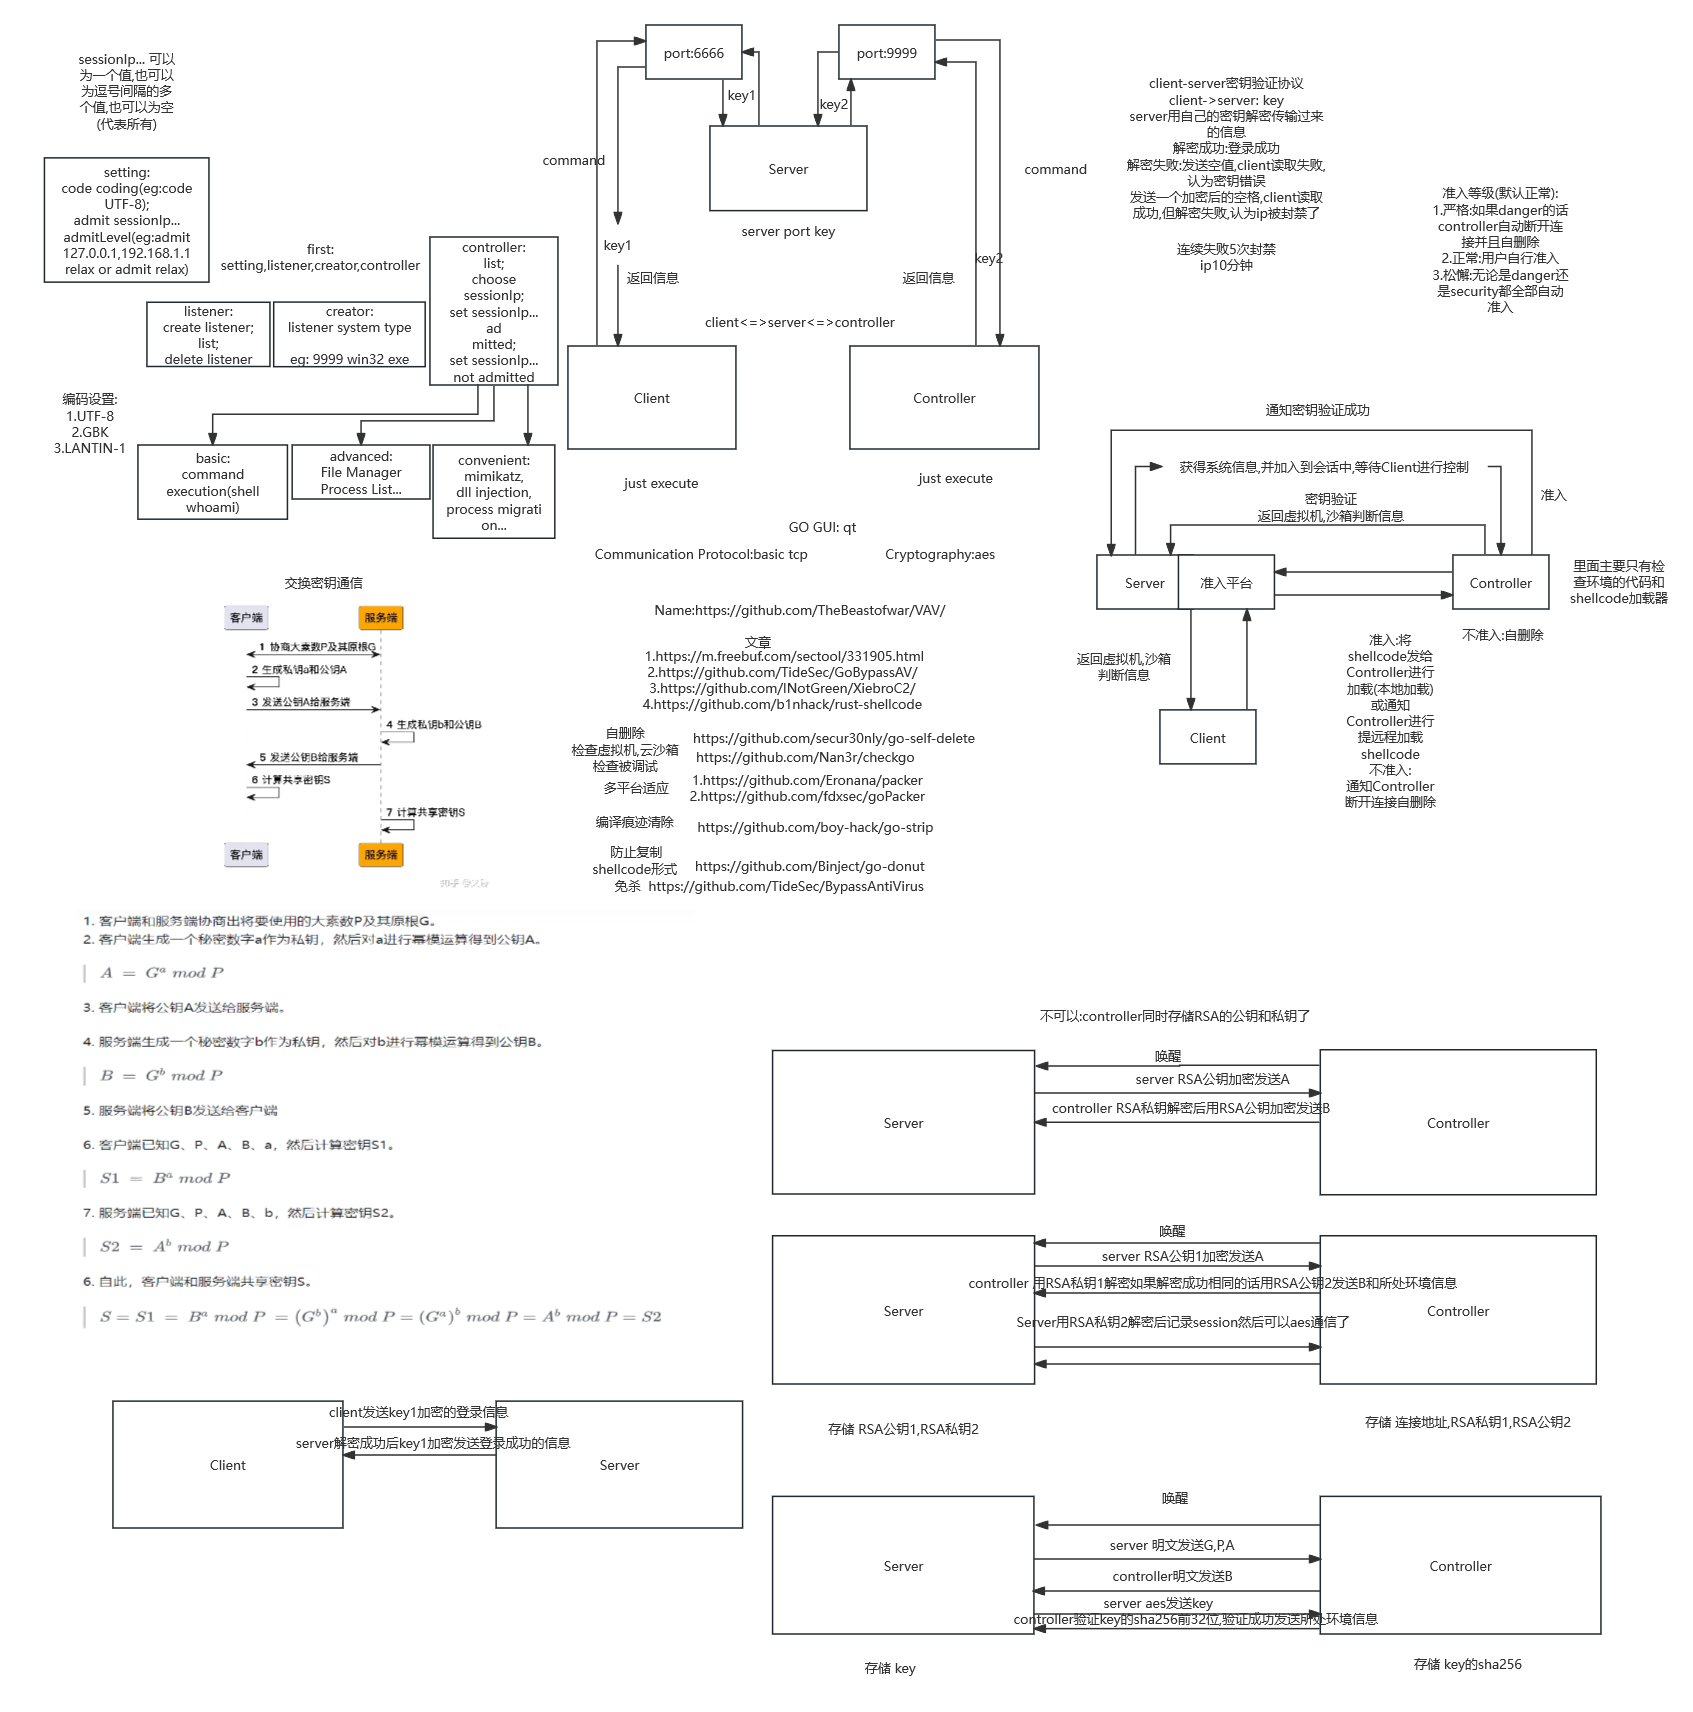 sessionIp... 可以
为一个值,也可以
为逗号间隔的多
个值,也可以为空
(代表所有)
setting:
code coding(eg:code
UTF-8);
admit sessionIp...
admitLevel(eg:admit
127.0.0.1,192.168.1.1
relax or admit relax)
first:
setting,listener,creator,controller
listener:
create listener;
list;
delete listener
creator:
listener system type
eg: 9999 win32 exe
controller:
list;
choose
sessionIp;
set sessionIp...
ad
mitted;
set sessionIp...
not admitted
编码设置:
1.UTF-8
2.GBK
3.LANTIN-1
basic:
command
execution(shell
whoami)
advanced:
File Manager
Process List...
convenient:
mimikatz,
dll injection,
process migrati
on...
port:6666
port:9999
key1
key2
Server
server port key
command
command
key1
返回信息
返回信息
key2
client<=>server<=>controller
Client
Controller
just execute
just execute
GO GUI: qt
Communication Protocol:basic tcp
Cryptography:aes
client-server密钥验证协议
client->server: key
server用自己的密钥解密传输过来
的信息
解密成功:登录成功
解密失败:发送空值,client读取失败,
认为密钥错误
发送一个加密后的空格,client读取
成功,但解密失败,认为ip被封禁了
连续失败5次封禁
ip10分钟
准入等级(默认正常):
1.严格:如果danger的话
controller自动断开连
接并且自删除
2.正常:用户自行准入
3.松懈:无论是danger还
是security都全部自动
准入
通知密钥验证成功
获得系统信息,并加入到会话中,等待Client进行控制
准入
密钥验证
返回虚拟机,沙箱判断信息
Server
准入平台
Controller
里面主要只有检
查环境的代码和
shellcode加载器
不准入:自删除
返回虚拟机,沙箱
判断信息
准入:将
shellcode发给
Controller进行
加载(本地加载)
或通知
Controller进行
提远程加载
shellcode
不准入:
通知Controller
断开连接自删除
Client
交换密钥通信
客户端
服务端
1 协商大素数P及其原根G
2 生成私钥a和公钥A
3 发送公钥A给服务端
4 生成私钥b和公钥B
5 发送公钥B给服务端
6 计算共享密钥S
7 计算共享密钥S
客户端
服务端
Name:https://github.com/TheBeastofwar/VAV/
文章
1.https://m.freebuf.com/sectool/331905.html
2.https://github.com/TideSec/GoBypassAV/
3.https://github.com/INotGreen/XiebroC2/
4.https://github.com/b1nhack/rust-shellcode
自删除
https://github.com/secur30nly/go-self-delete
检查虚拟机,云沙箱
检查被调试
https://github.com/Nan3r/checkgo
多平台适应
1.https://github.com/Eronana/packer
2.https://github.com/fdxsec/goPacker
编译痕迹清除
https://github.com/boy-hack/go-strip
防止复制
shellcode形式
https://github.com/Binject/go-donut
免杀 https://github.com/TideSec/BypassAntiVirus
1. 客户端和服务端协商出将要使用的大素数P及其原根G。
2. 客户端生成一个秘密数字a作为私钥，然后对a进行幂模运算得到公钥A。
A = G^a mod P
3. 客户端将公钥A发送给服务端。
4. 服务端生成一个秘密数字b作为私钥，然后对b进行幂模运算得到公钥B。
B = G^b mod P
5. 服务端将公钥B发送给客户端
6. 客户端已知G、P、A、B、a，然后计算密钥S1。
S1 = B^a mod P
7. 服务端已知G、P、A、B、b，然后计算密钥S2。
S2 = A^b mod P
6. 自此，客户端和服务端共享密钥S。
S = S1 = B^a mod P = (G^b)^a mod P = (G^a)^b mod P = A^b mod P = S2
client发送key1加密的登录信息
server解密成功后key1加密发送登录成功的信息
Client
Server
不可以:controller同时存储RSA的公钥和私钥了
唤醒
server RSA公钥加密发送A
controller RSA私钥解密后用RSA公钥加密发送B
Server
Controller
唤醒
server RSA公钥1加密发送A
controller 用RSA私钥1解密如果解密成功相同的话用RSA公钥2发送B和所处环境信息
Server
Controller
Server用RSA私钥2解密后记录session然后可以aes通信了
存储 RSA公钥1,RSA私钥2
存储 连接地址,RSA私钥1,RSA公钥2
唤醒
server 明文发送G,P,A
Server
Controller
controller明文发送B
server aes发送key
controller验证key的sha256前32位,验证成功发送所处环境信息
存储 key
存储 key的sha256